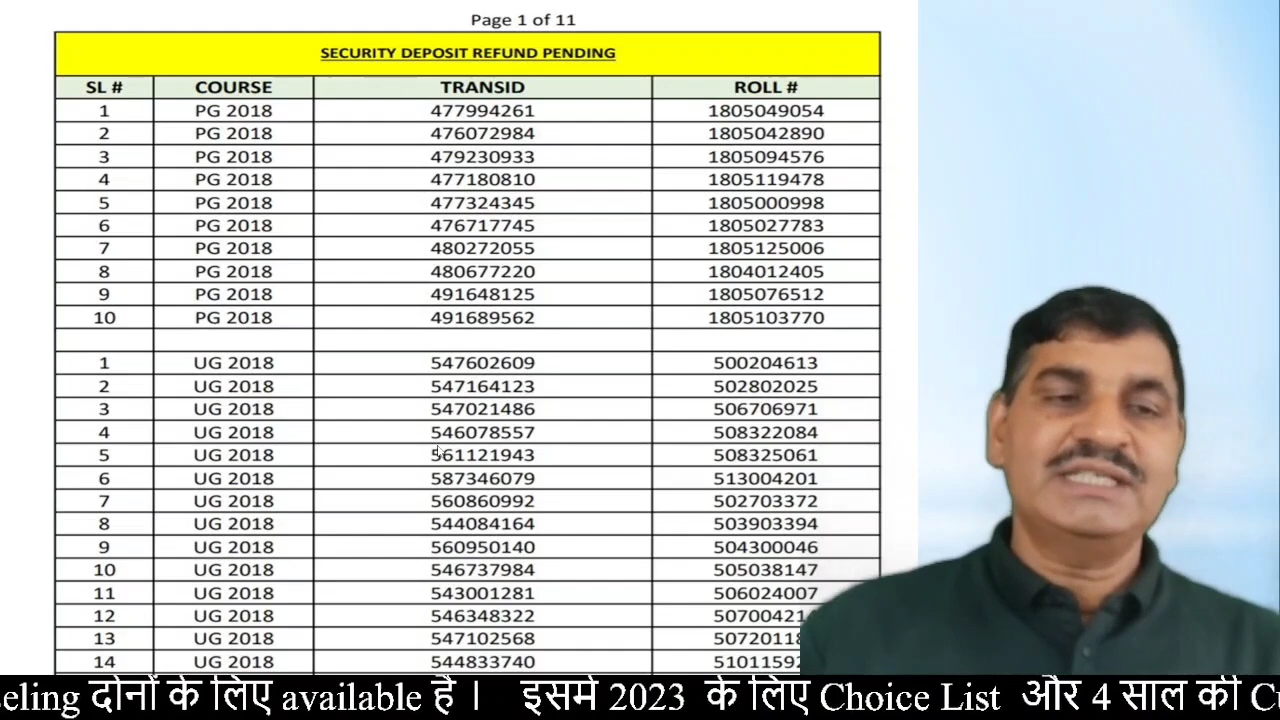 Page 1 of 11
SECURITY DEPOSIT REFUND PENDING
SL # COURSE TRANSID ROLL #
1 PG 2018 477994261 1805049054
2 PG 2018 476072984 1805042890
3 PG 2018 479230933 1805094576
4 PG 2018 477180810 1805119478
5 PG 2018 477324345 1805000998
6 PG 2018 476717745 1805027783
7 PG 2018 480272055 1805125006
8 PG 2018 480677220 1804012405
9 PG 2018 491648125 1805076512
10 PG 2018 491689562 1805103770
1 UG 2018 547602609 500204613
2 UG 2018 547164123 502802025
3 UG 2018 547021486 506706971
4 UG 2018 546078557 508322084
5 UG 2018 561121943 508325061
6 UG 2018 587346079 513004201
7 UG 2018 560860992 502703372
8 UG 2018 544084164 503903394
9 UG 2018 560950140 504300046
10 UG 2018 546737984 505038147
11 UG 2018 543001281 506024007
12 UG 2018 546348322
13 UG 2018 547102568
14 UG 2018 544833740
दोनों के लिए available है । इसमे 2023 के लिए Choice List और 4 साल की